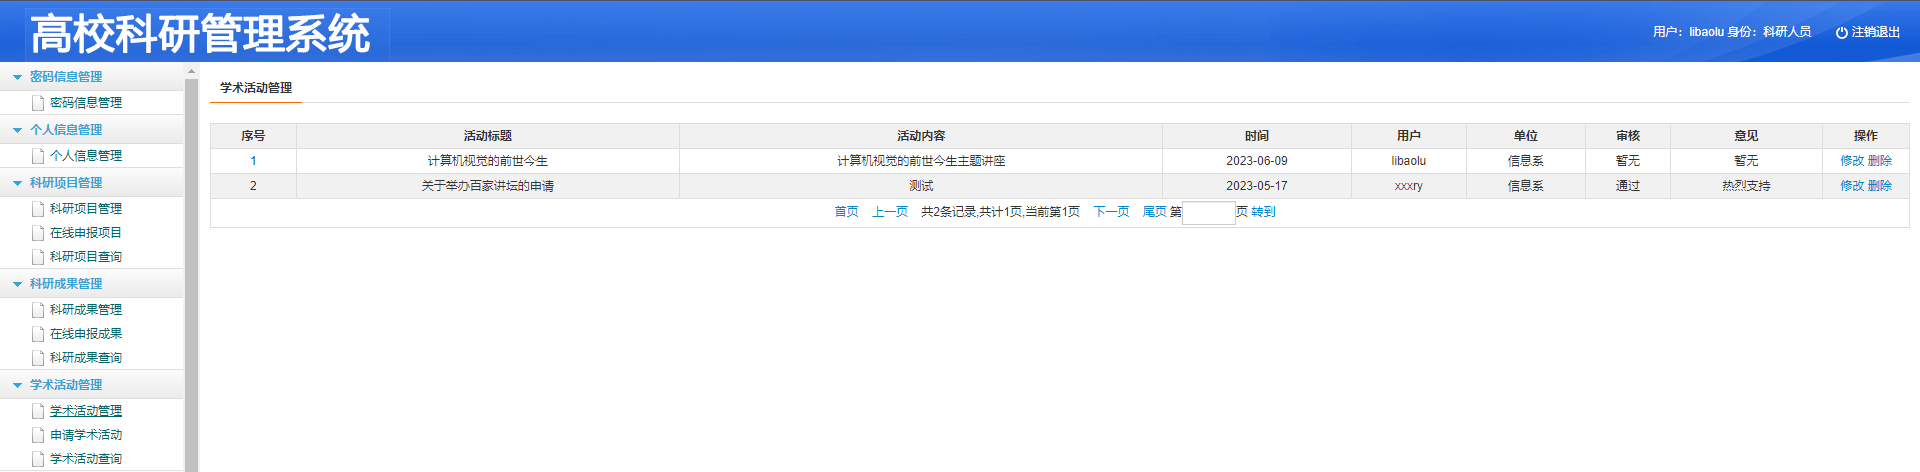 高校科研管理系统
用户：libaolu 身份：科研人员 注销退出
密码信息管理
密码信息管理
个人信息管理
个人信息管理
科研项目管理
科研项目管理
在线申报项目
科研项目查询
科研成果管理
科研成果管理
在线申报成果
科研成果查询
学术活动管理
学术活动管理
申请学术活动
学术活动查询
学术活动管理
序号 活动标题 活动内容 时间 用户 单位 审核 意见 操作
1 计算机视觉的前世今生 计算机视觉的前世今生主题讲座 2023-06-09 libaolu 信息系 暂无 暂无 修改 删除
2 关于举办百家讲坛的申请 测试 2023-05-17 xxxry 信息系 通过 热烈支持 修改 删除
首页 上一页 共2条记录,共计1页,当前第1页 下一页 尾页 第 页 转到